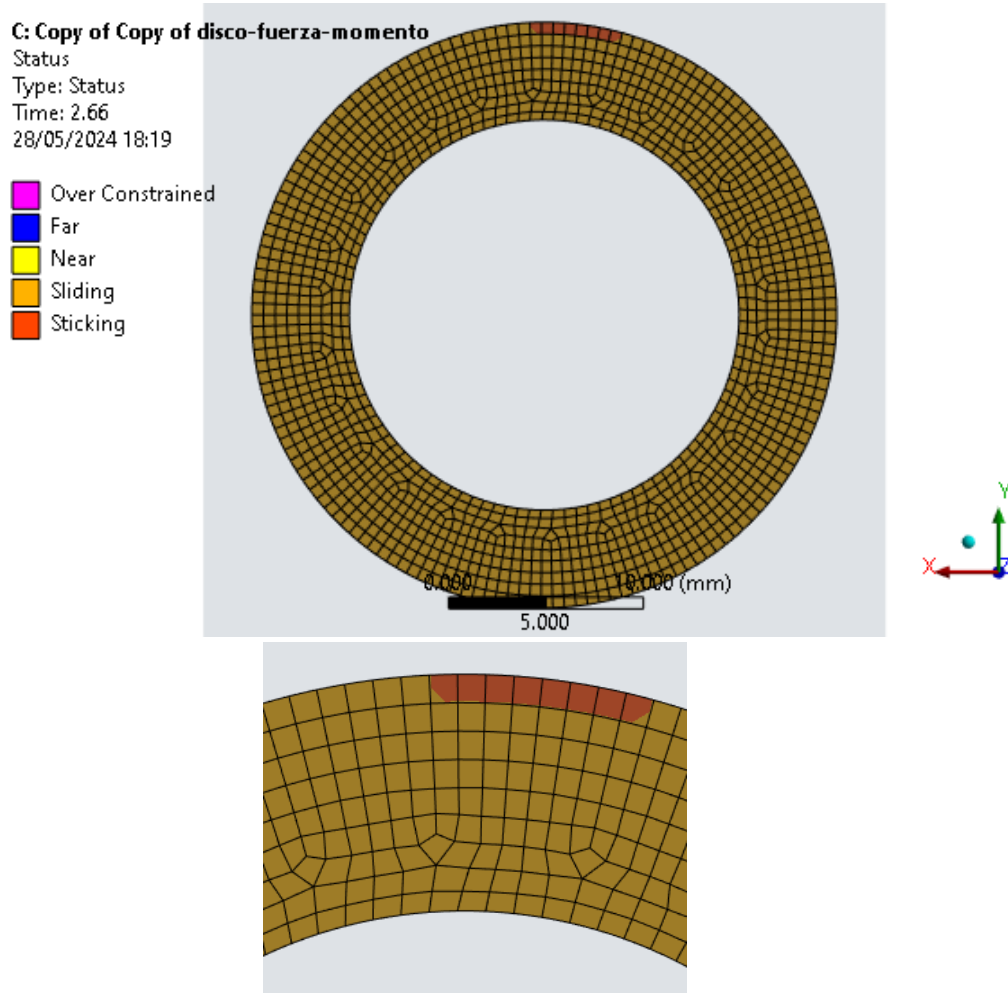 C: Copy of Copy of disco-fuerza-momento
Status
Type: Status
Time: 2.66
28/05/2024 18:19
Over Constrained
Far
Near
Sliding
Sticking
Y
X
Z
0.000 10.000 (mm)
5.000